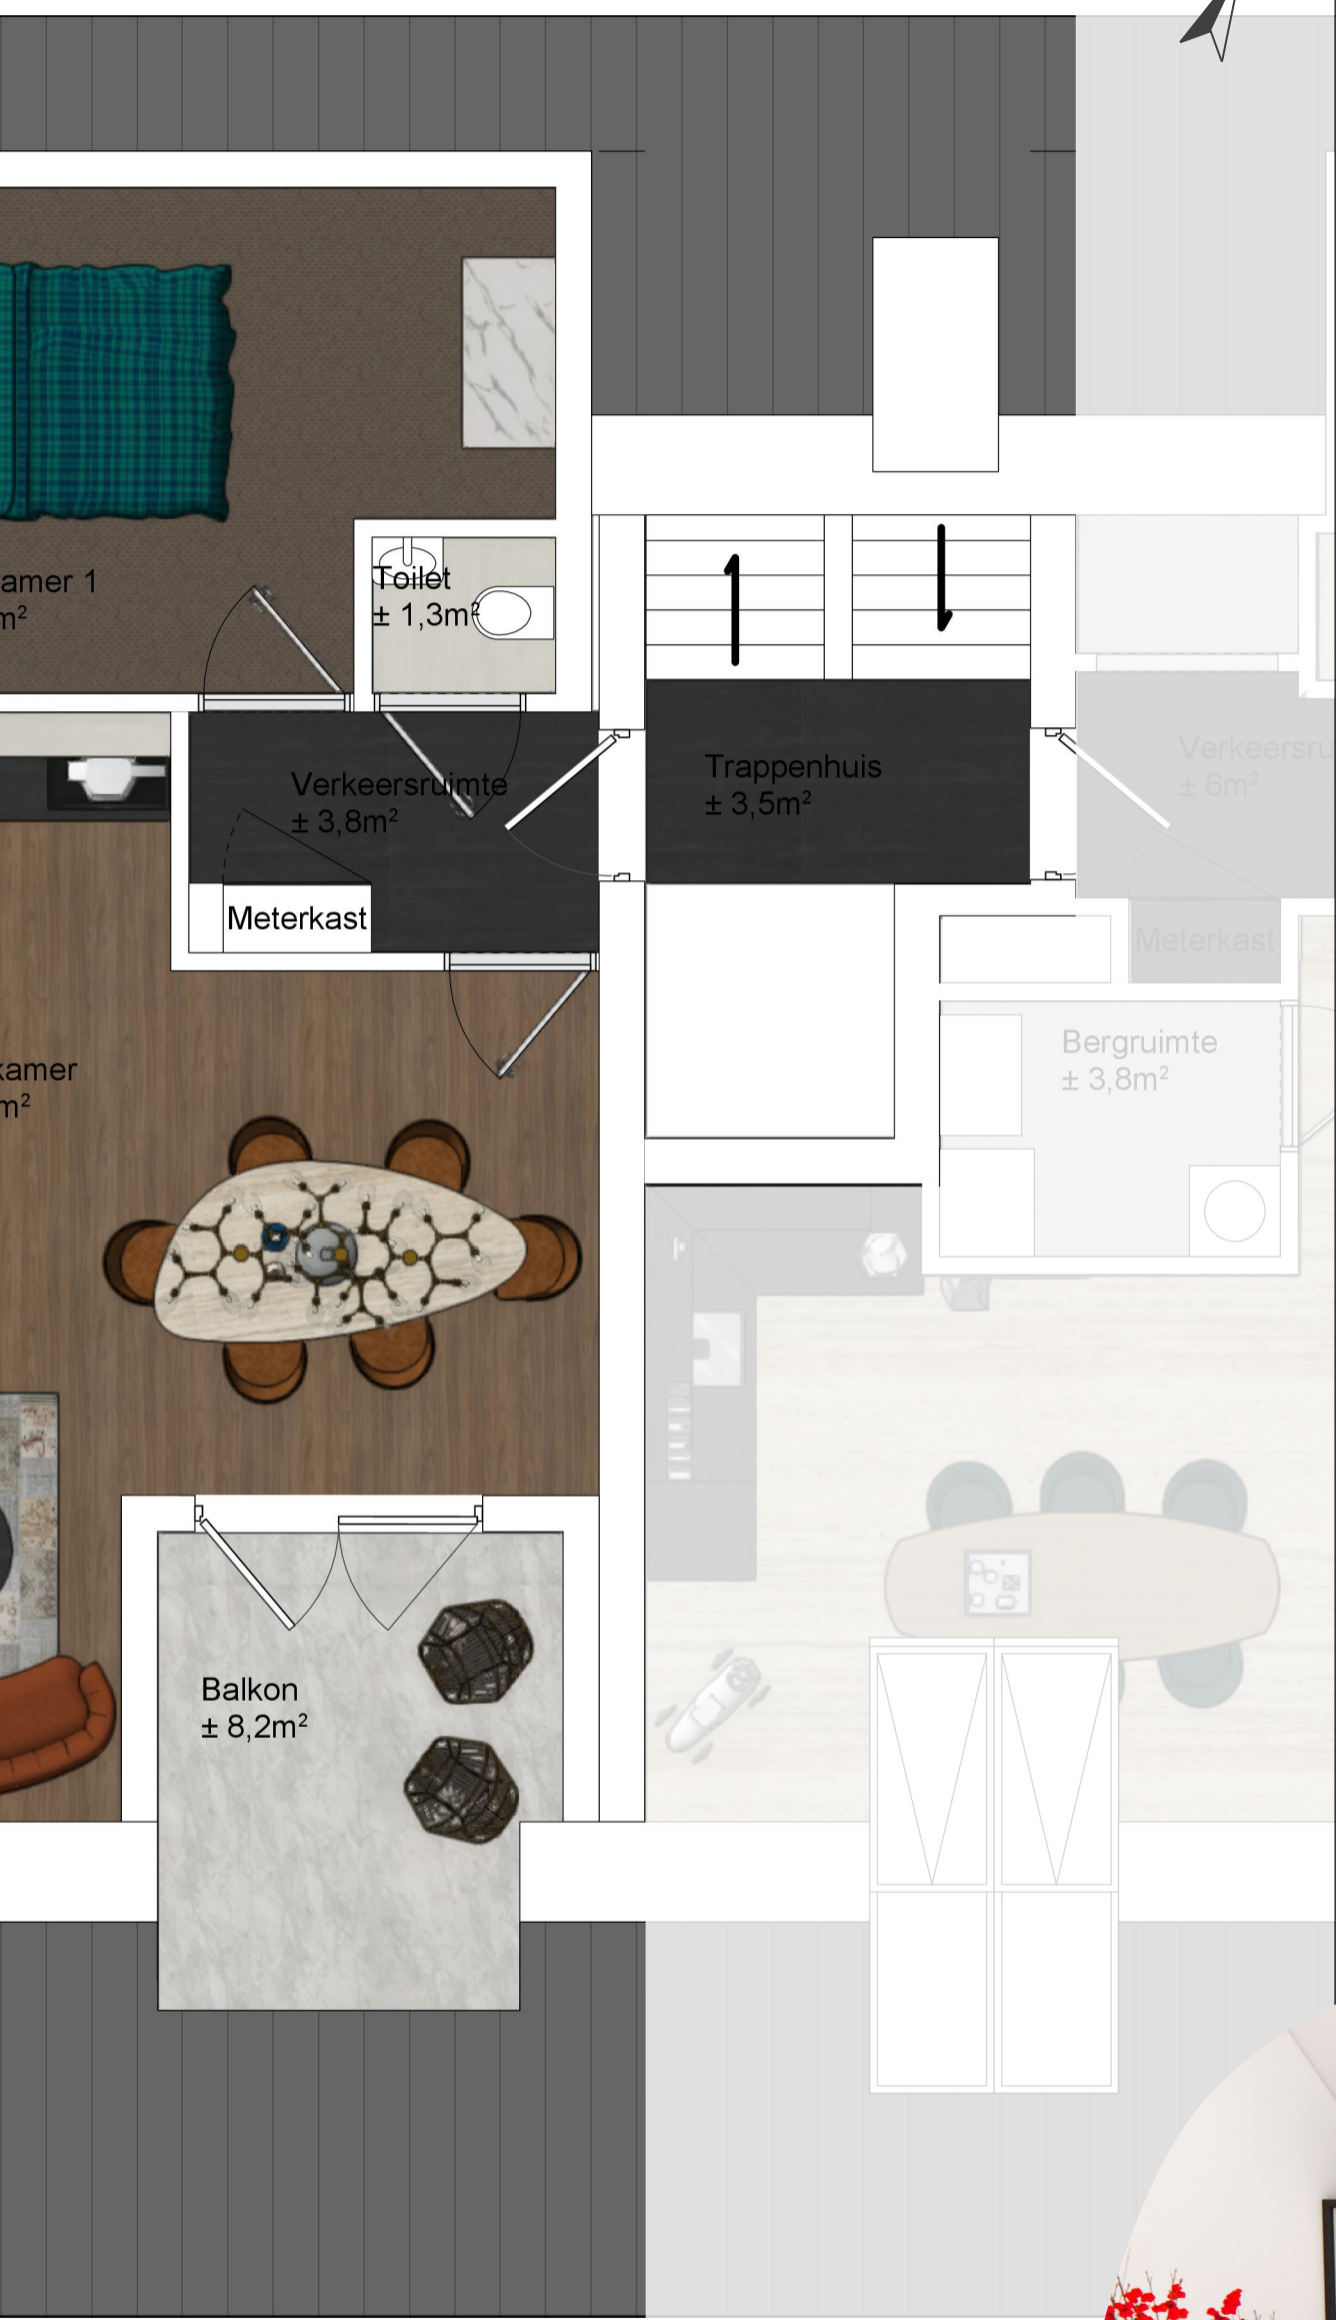 amer 1
m²
Toilet
± 1,3m²
Verkeersruimte
± 3,8m²
Trappenhuis
± 3,5m²
Verkeersru
± 6m²
Meterkast
Meterkast
Bergruimte
± 3,8m²
kamer
m²
Balkon
± 8,2m²